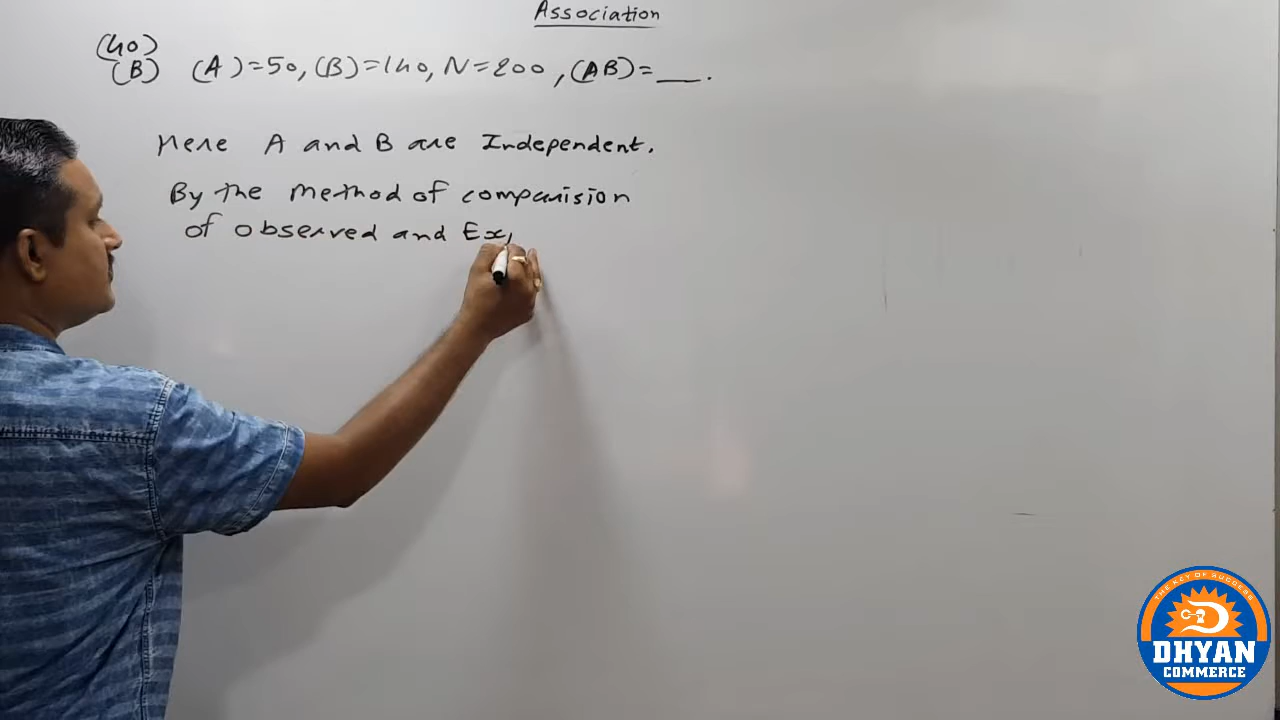 Association
(40)
(B) (A)=50, (B)=140, N=200, (AB)=___.
Here A and B are Independent.
By the Method of comparision
of observed and Ex
THE KEY OF SUCCESS
DHYAN
COMMERCE